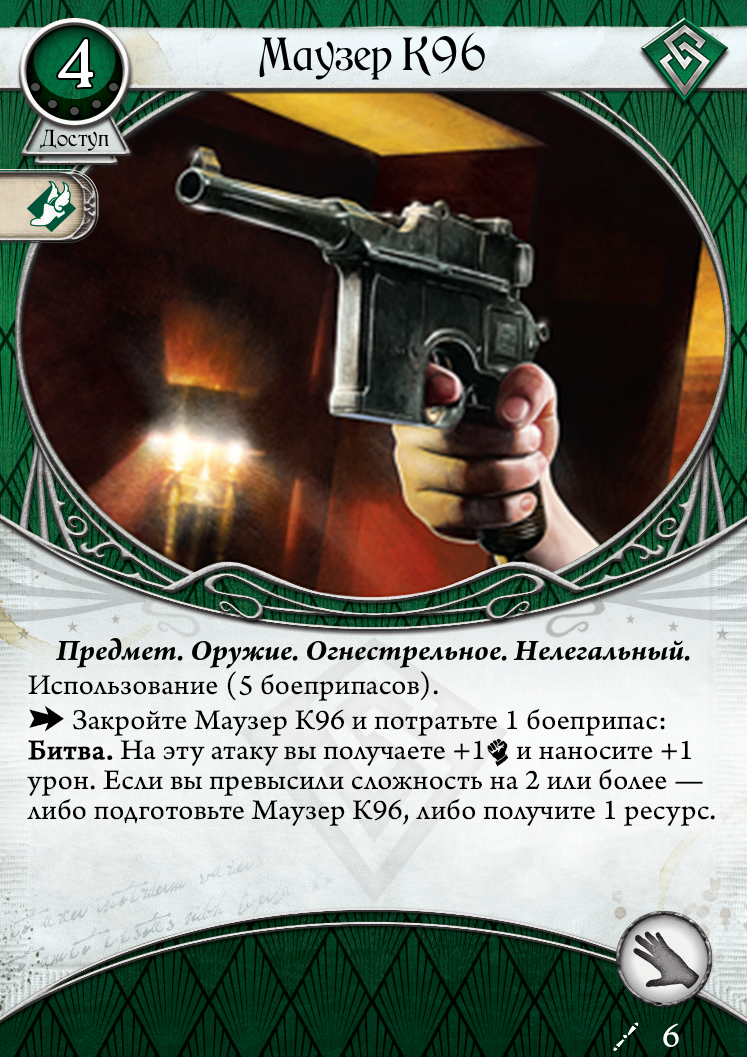 4
Маузер К96
Доступ
Предмет. Оружие. Огнестрельное. Нелегальный.
Использование (5 боеприпасов).
Закройте Маузер К96 и потратьте 1 боеприпас:
Битва. На эту атаку вы получаете +1 и наносите +1
урон. Если вы превысили сложность на 2 или более —
либо подготовьте Маузер К96, либо получите 1 ресурс.
6